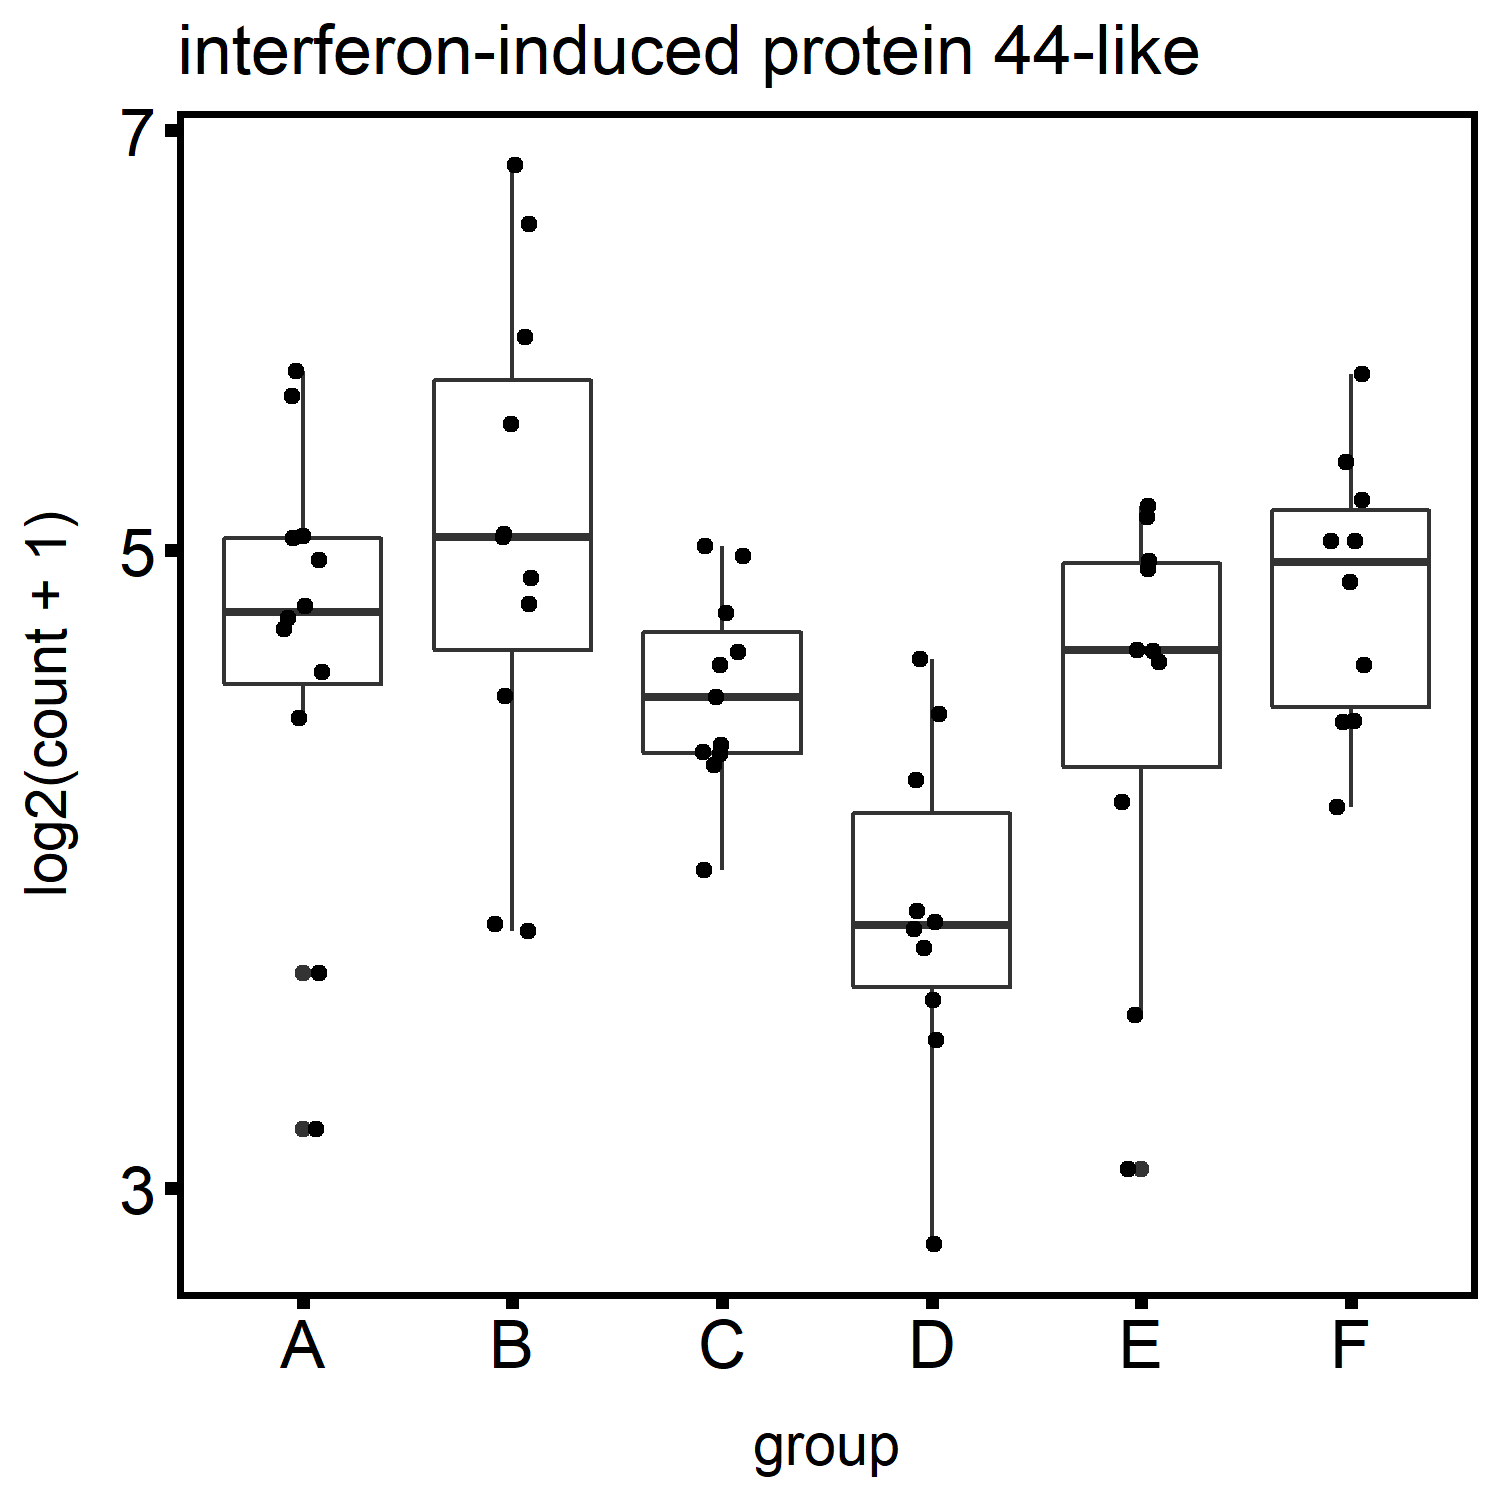 interferon-induced protein 44-like
7
5
3
log2(count + 1)
A B C D E F
group